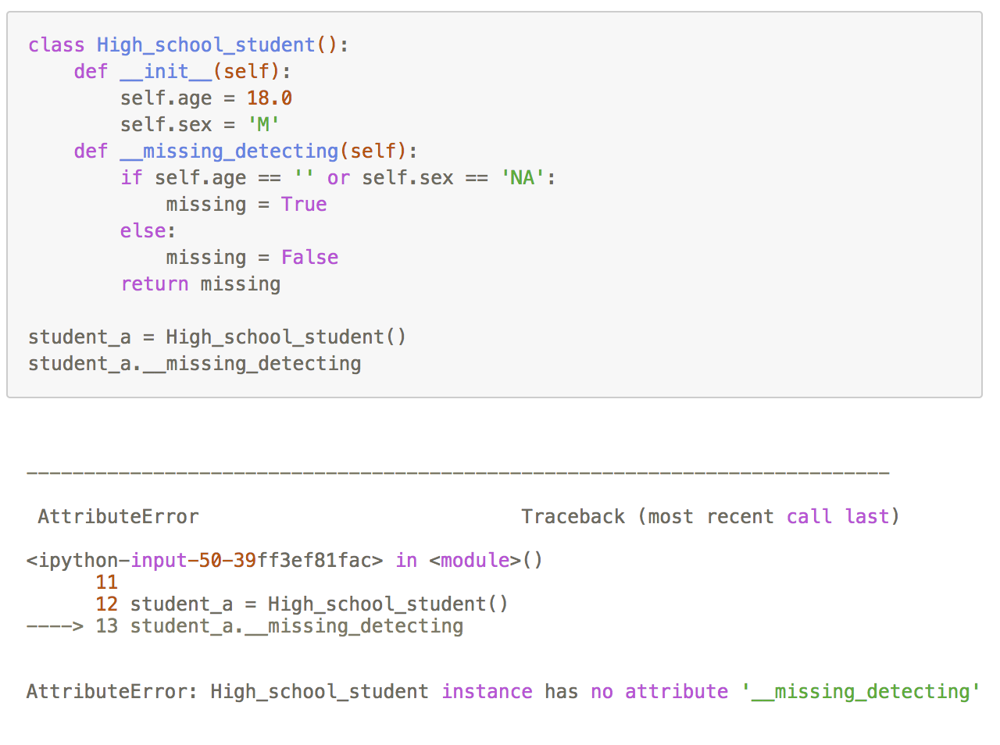 class High_school_student():
    def __init__(self):
        self.age = 18.0
        self.sex = 'M'
    def __missing_detecting(self):
        if self.age == '' or self.sex == 'NA':
            missing = True
        else:
            missing = False
        return missing
student_a = High_school_student()
student_a.__missing_detecting
---------------------------------------------------------------------------
 AttributeError                            Traceback (most recent call last)
<ipython-input-50-39ff3ef81fac> in <module>()
      11
      12 student_a = High_school_student()
----> 13 student_a.__missing_detecting
AttributeError: High_school_student instance has no attribute '__missing_detecting'